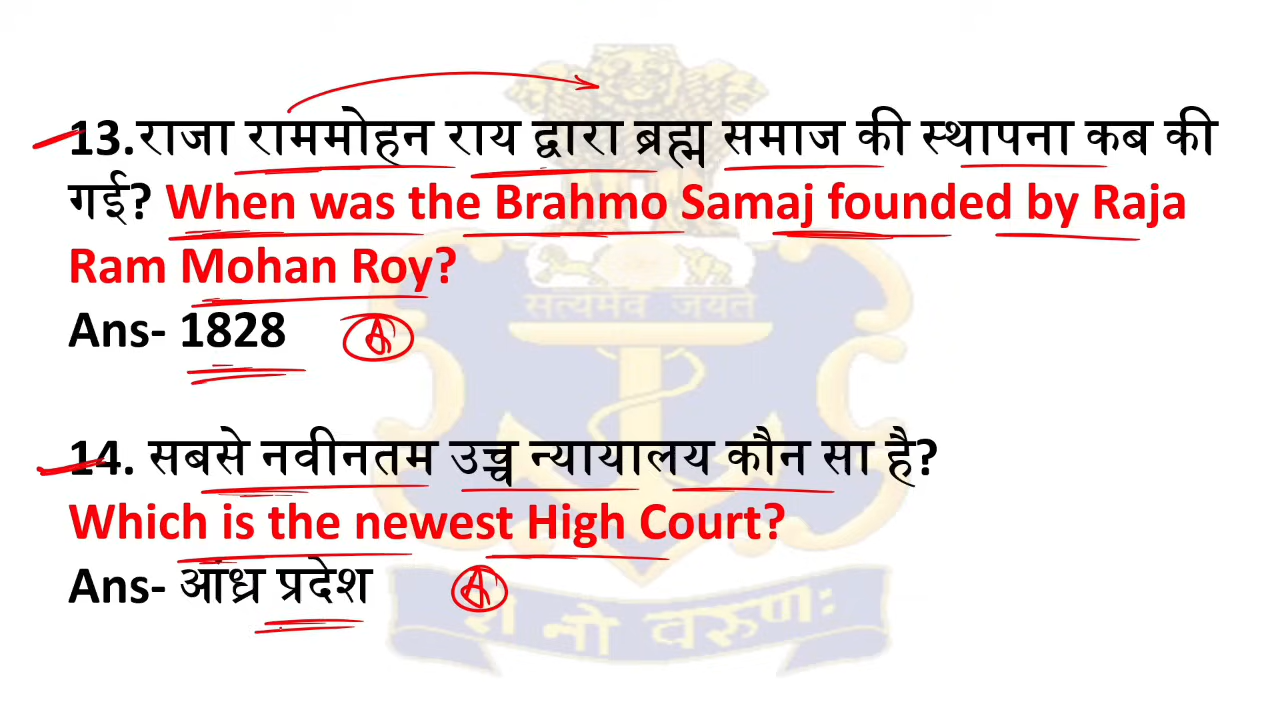 13.राजा राममोहन राय द्वारा ब्रह्म समाज की स्थापना कब की
गई? When was the Brahmo Samaj founded by Raja
Ram Mohan Roy?
Ans- 1828 A
14. सबसे नवीनतम उच्च न्यायालय कौन सा है?
Which is the newest High Court?
Ans- आंध्र प्रदेश A
सत्यमेव जयते
शं नो वरुणः